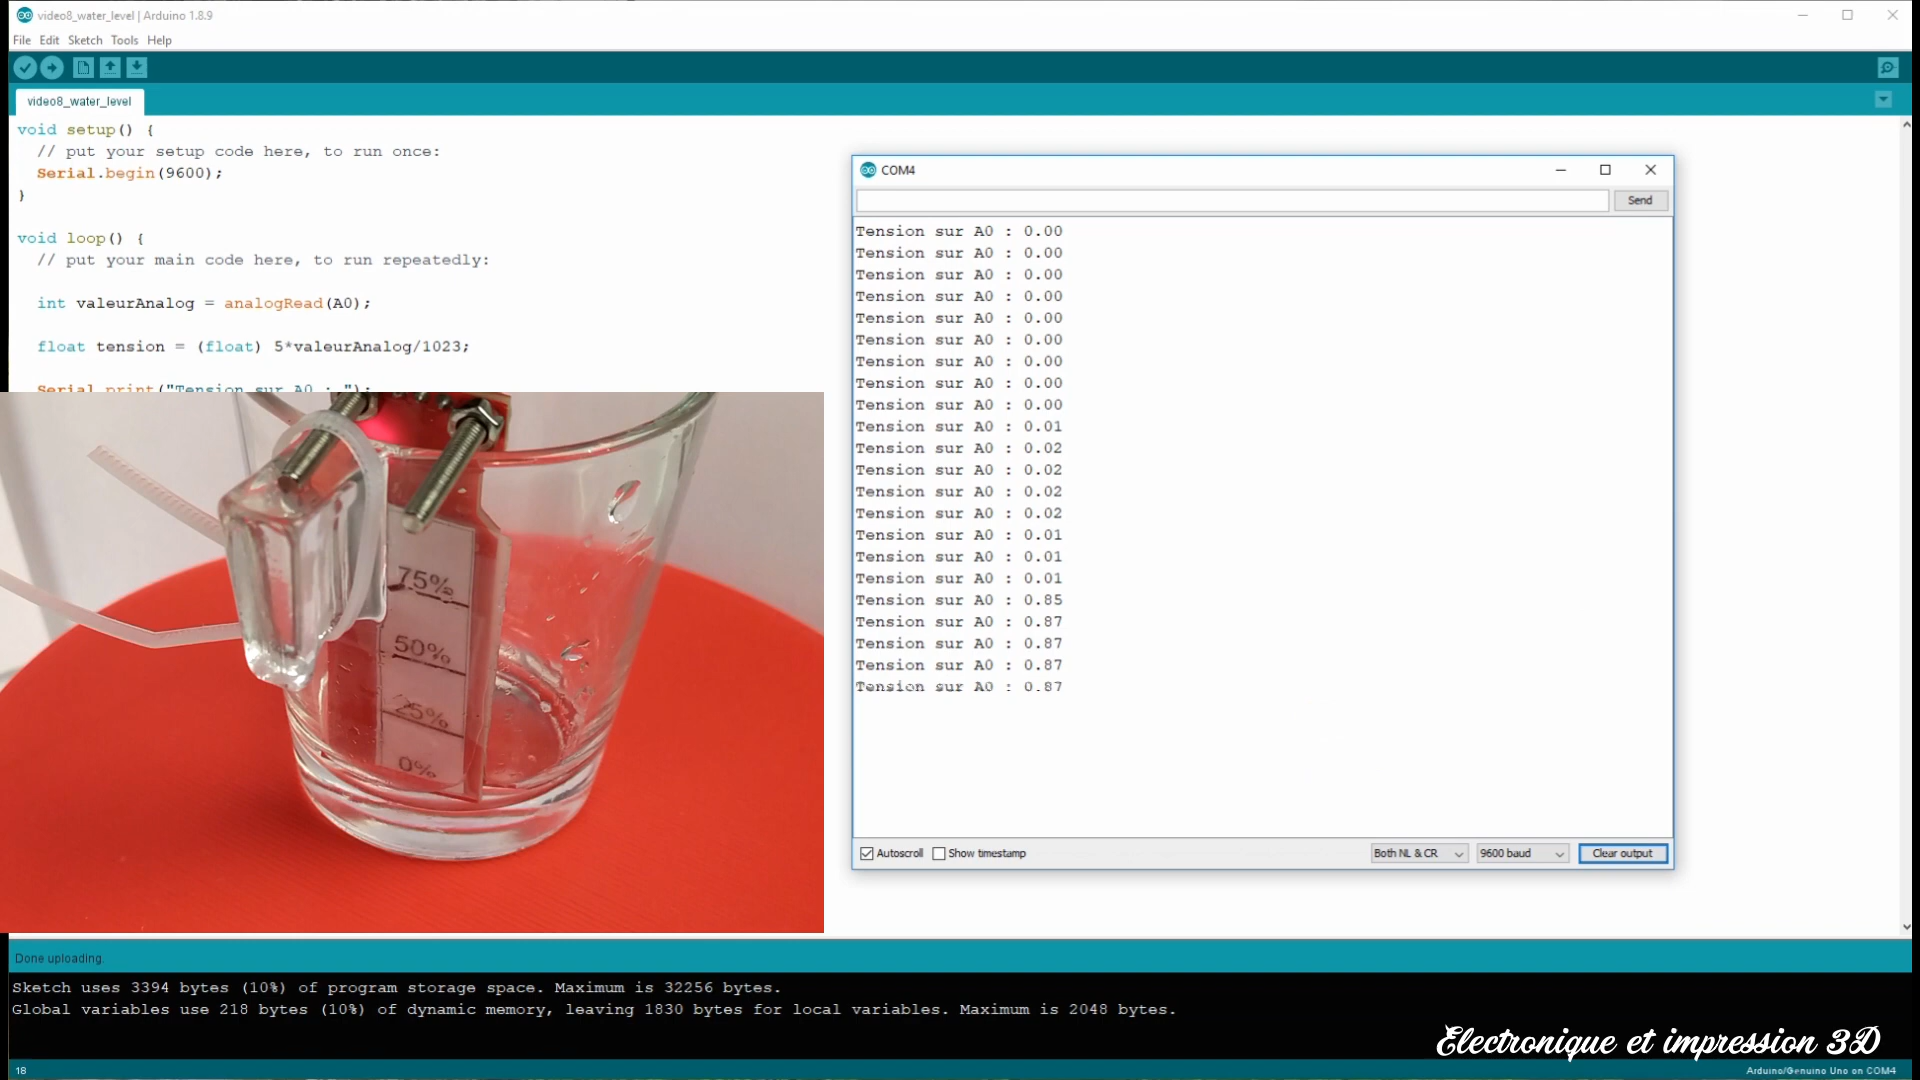 video8_water_level | Arduino 1.8.9
File Edit Sketch Tools Help
video8_water_level
void setup() {
// put your setup code here, to run once:
Serial.begin(9600);
}
void loop() {
// put your main code here, to run repeatedly:
int valeurAnalog = analogRead(A0);
float tension = (float) 5*valeurAnalog/1023;
Serial.print("Tension sur A0 : ");
COM4
Send
Tension sur A0 : 0.00
Tension sur A0 : 0.00
Tension sur A0 : 0.00
Tension sur A0 : 0.00
Tension sur A0 : 0.00
Tension sur A0 : 0.00
Tension sur A0 : 0.00
Tension sur A0 : 0.00
Tension sur A0 : 0.00
Tension sur A0 : 0.01
Tension sur A0 : 0.02
Tension sur A0 : 0.02
Tension sur A0 : 0.02
Tension sur A0 : 0.02
Tension sur A0 : 0.01
Tension sur A0 : 0.01
Tension sur A0 : 0.01
Tension sur A0 : 0.85
Tension sur A0 : 0.87
Tension sur A0 : 0.87
Tension sur A0 : 0.87
Tension sur A0 : 0.87
Autoscroll Show timestamp Both NL & CR 9600 baud Clear output
75%
50%
25%
0%
Done uploading.
Sketch uses 3394 bytes (10%) of program storage space. Maximum is 32256 bytes.
Global variables use 218 bytes (10%) of dynamic memory, leaving 1830 bytes for local variables. Maximum is 2048 bytes.
Electronique et impression 3D
18 Arduino/Genuino Uno on COM4